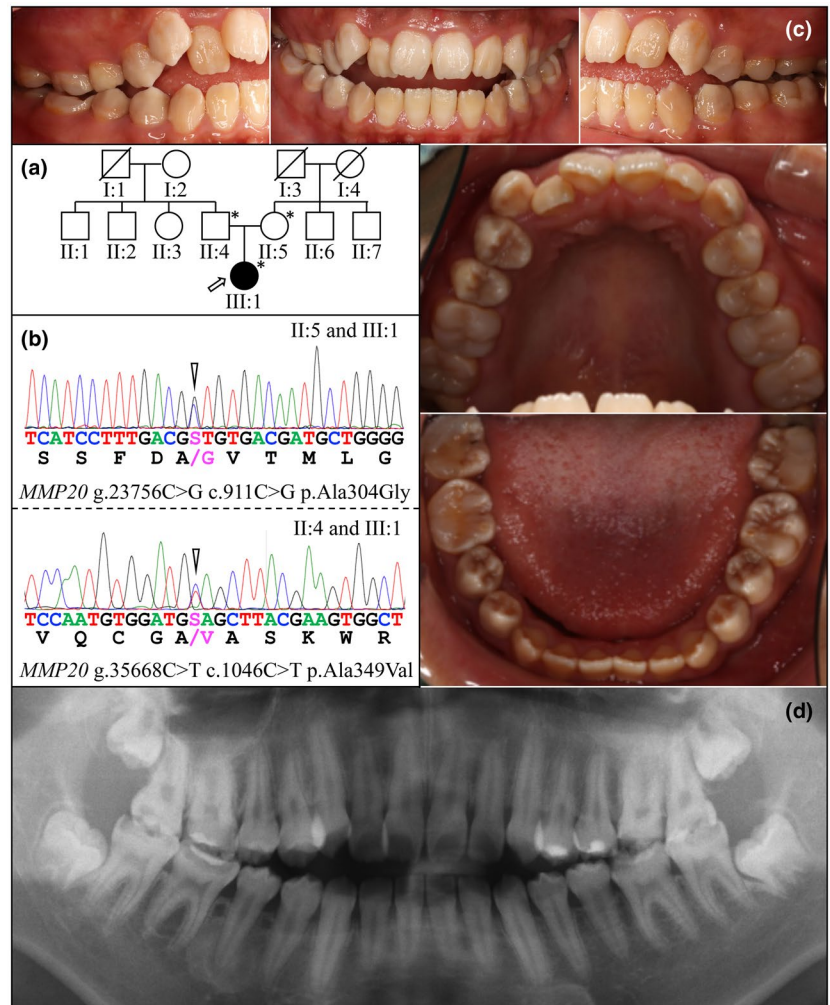 (c)
(a)
I:1 I:2 I:3 I:4
* *
II:1 II:2 II:3 II:4 II:5 II:6 II:7
*
III:1
(b)
II:5 and III:1
TCATCCTTTGACGSTGTGACGATGCTGGGG
S S F D A/G V T M L G
MMP20 g.23756C>G c.911C>G p.Ala304Gly
II:4 and III:1
TCCAATGTGGATGSAGCTTACGAAGTGGCT
V Q C G A/V A S K W R
MMP20 g.35668C>T c.1046C>T p.Ala349Val
(d)